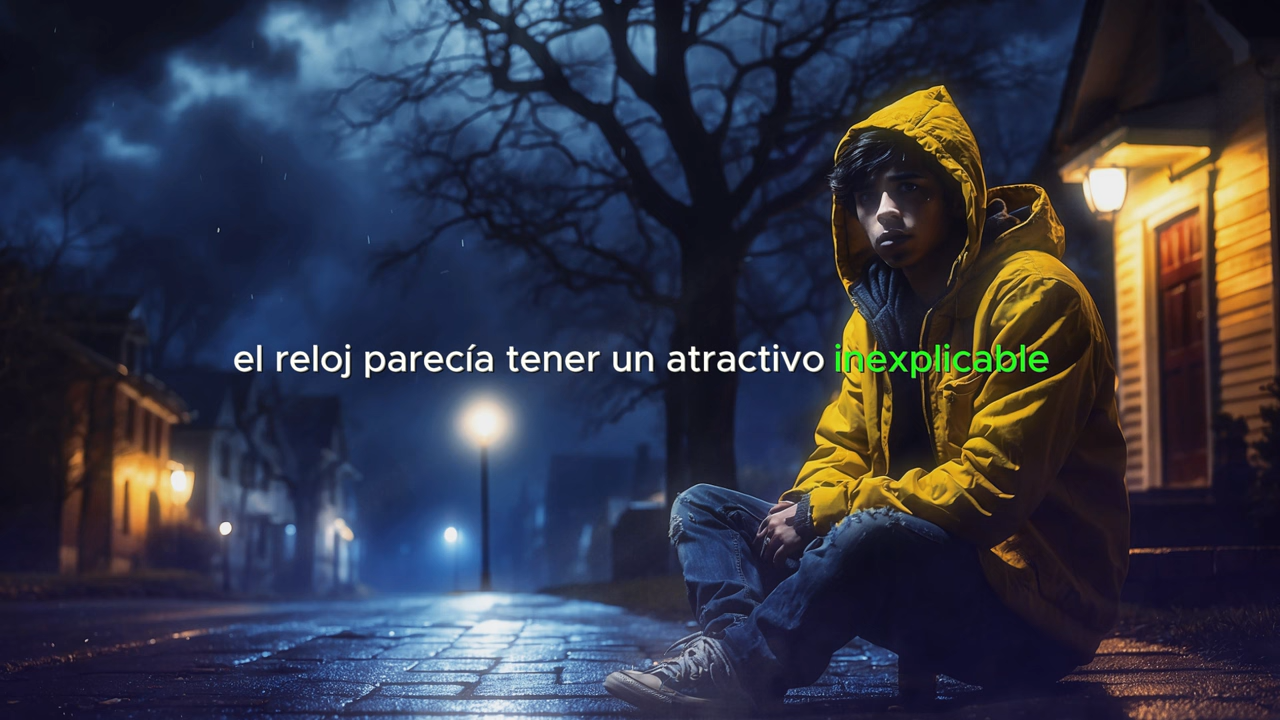 el reloj parecía tener un atractivo inexplicable